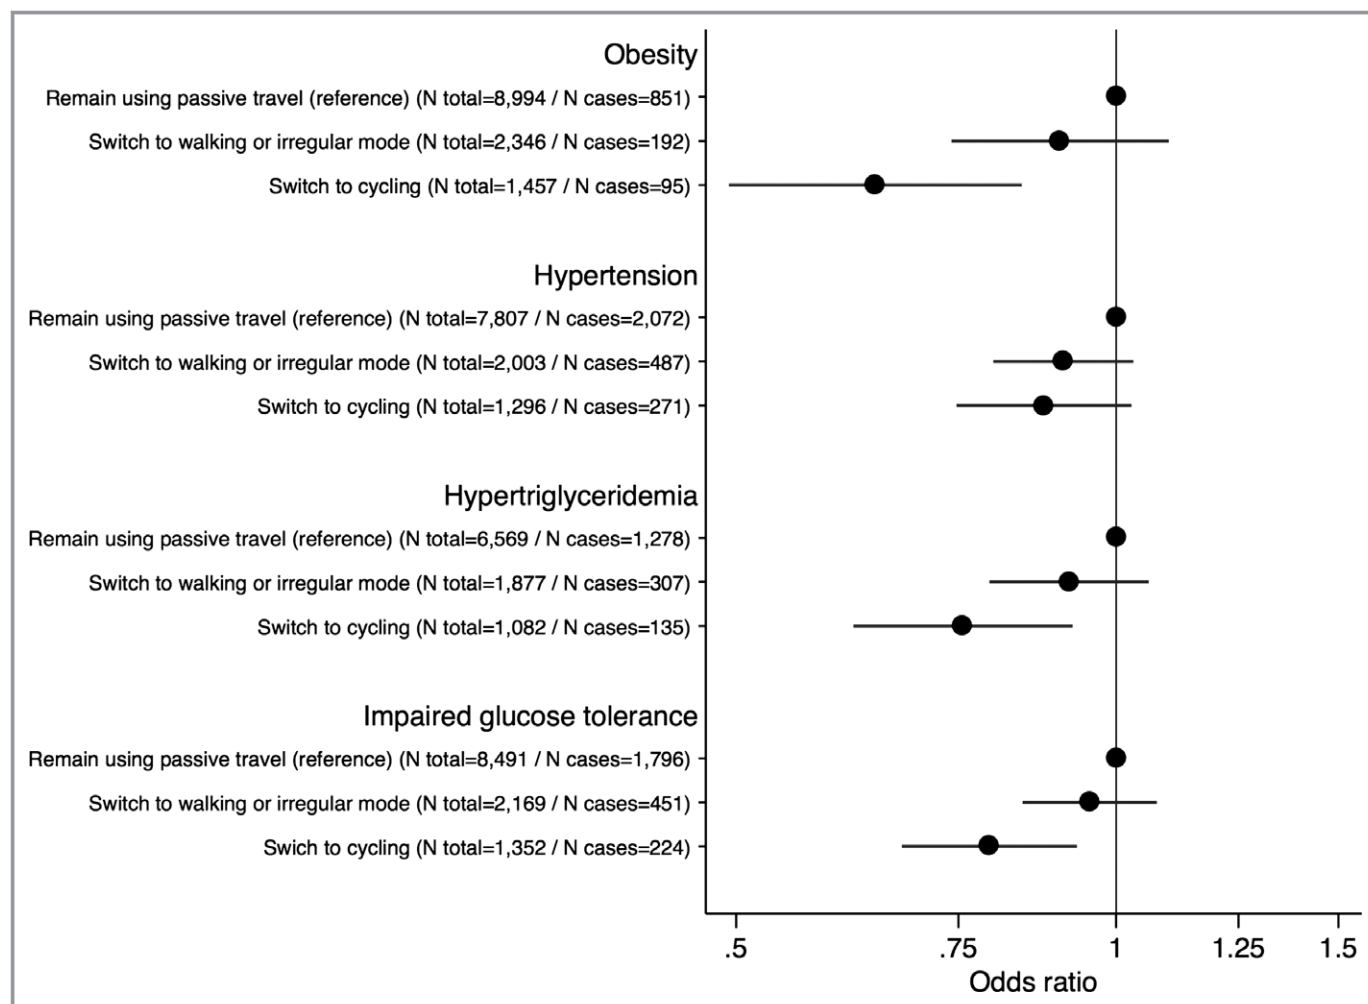 Obesity
Remain using passive travel (reference) (N total=8,994 / N cases=851)
Switch to walking or irregular mode (N total=2,346 / N cases=192)
Switch to cycling (N total=1,457 / N cases=95)
Hypertension
Remain using passive travel (reference) (N total=7,807 / N cases=2,072)
Switch to walking or irregular mode (N total=2,003 / N cases=487)
Switch to cycling (N total=1,296 / N cases=271)
Hypertriglyceridemia
Remain using passive travel (reference) (N total=6,569 / N cases=1,278)
Switch to walking or irregular mode (N total=1,877 / N cases=307)
Switch to cycling (N total=1,082 / N cases=135)
Impaired glucose tolerance
Remain using passive travel (reference) (N total=8,491 / N cases=1,796)
Switch to walking or irregular mode (N total=2,169 / N cases=451)
Swich to cycling (N total=1,352 / N cases=224)
.5 .75 1 1.25 1.5
Odds ratio